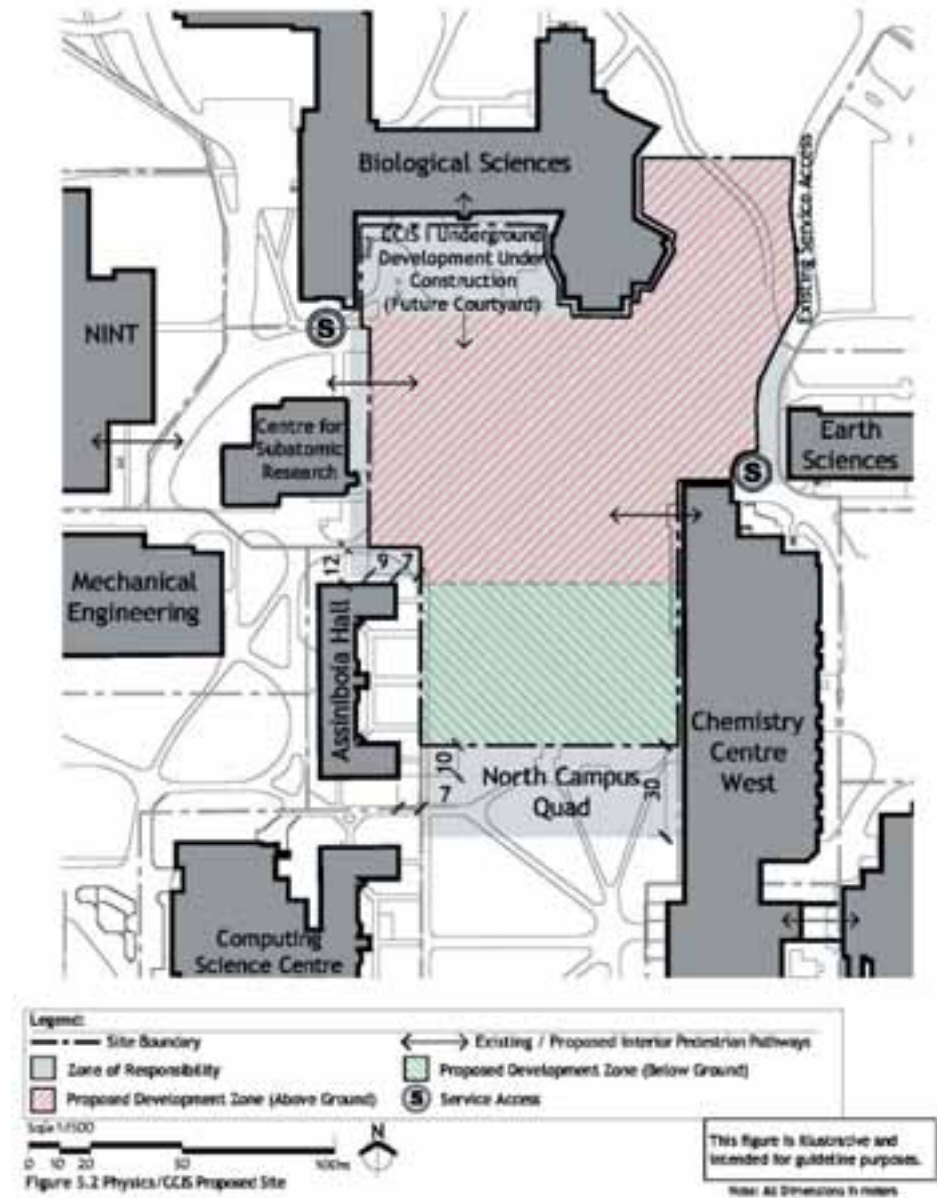 Biological Sciences
Existing Service Access
CCIS I Underground
Development Under
Construction
(Future Courtyard)
S
NINT
Centre for
Subatomic
Research
Earth
Sciences
S
Mechanical
Engineering
12
9
7
Assiniboia Hall
Chemistry
Centre
West
10
7
North Campus
Quad
30
Computing
Science Centre
Legend:
Site Boundary
Existing / Proposed Interior Pedestrian Pathways
Zone of Responsibility
Proposed Development Zone (Below Ground)
Proposed Development Zone (Above Ground)
S Service Access
Scale 1:1500
N
0 10 20 50 100m
Figure 5.2 Physics/CCIS Proposed Site
This figure is illustrative and
intended for guideline purposes.
Note: All Dimensions in meters